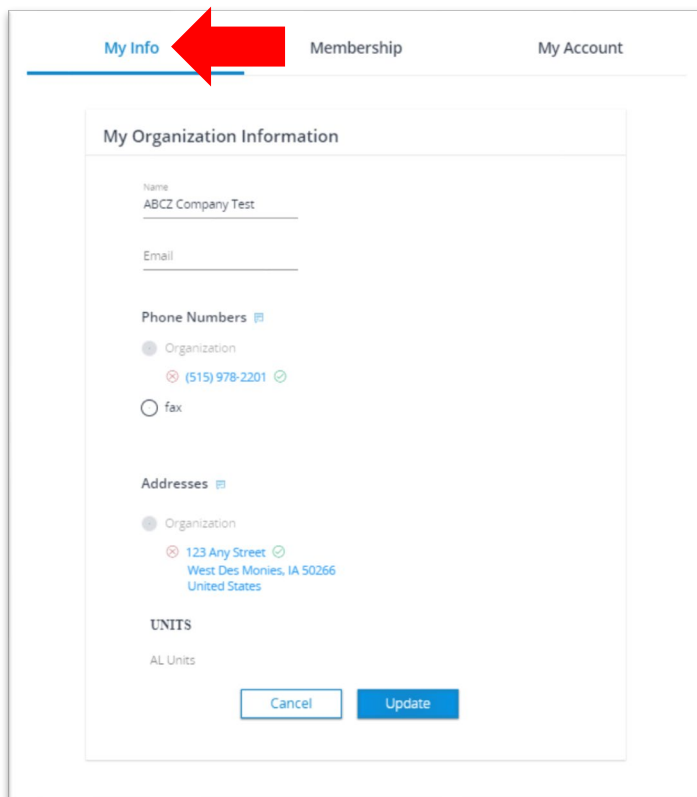 My Info Membership My Account
My Organization Information
Name
ABCZ Company Test
Email
Phone Numbers
Organization
(515) 978-2201
fax
Addresses
Organization
123 Any Street
West Des Monies, IA 50266
United States
UNITS
AL Units
Cancel Update